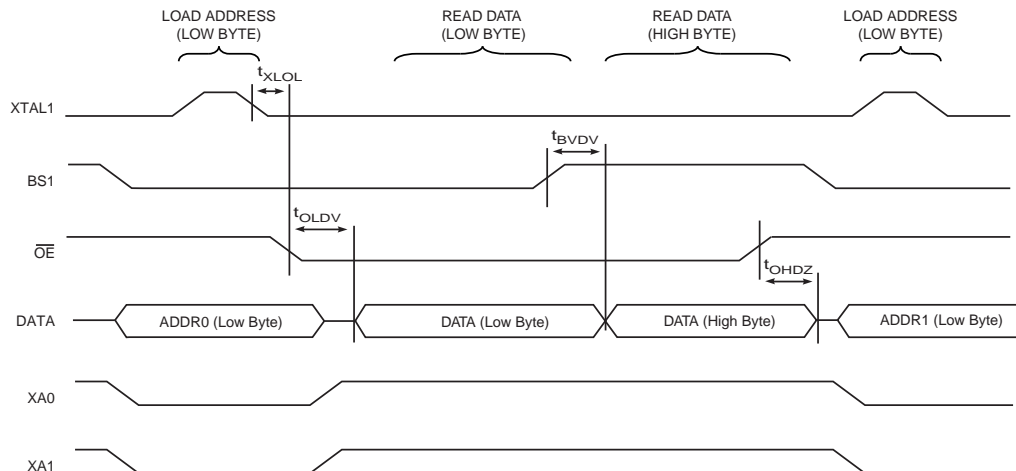 LOAD ADDRESS
(LOW BYTE)
READ DATA
(LOW BYTE)
READ DATA
(HIGH BYTE)
LOAD ADDRESS
(LOW BYTE)
tXLOL
XTAL1
tBVDV
BS1
tOLDV
OE
tOHDZ
DATA
ADDR0 (Low Byte)
DATA (Low Byte)
DATA (High Byte)
ADDR1 (Low Byte)
XA0
XA1